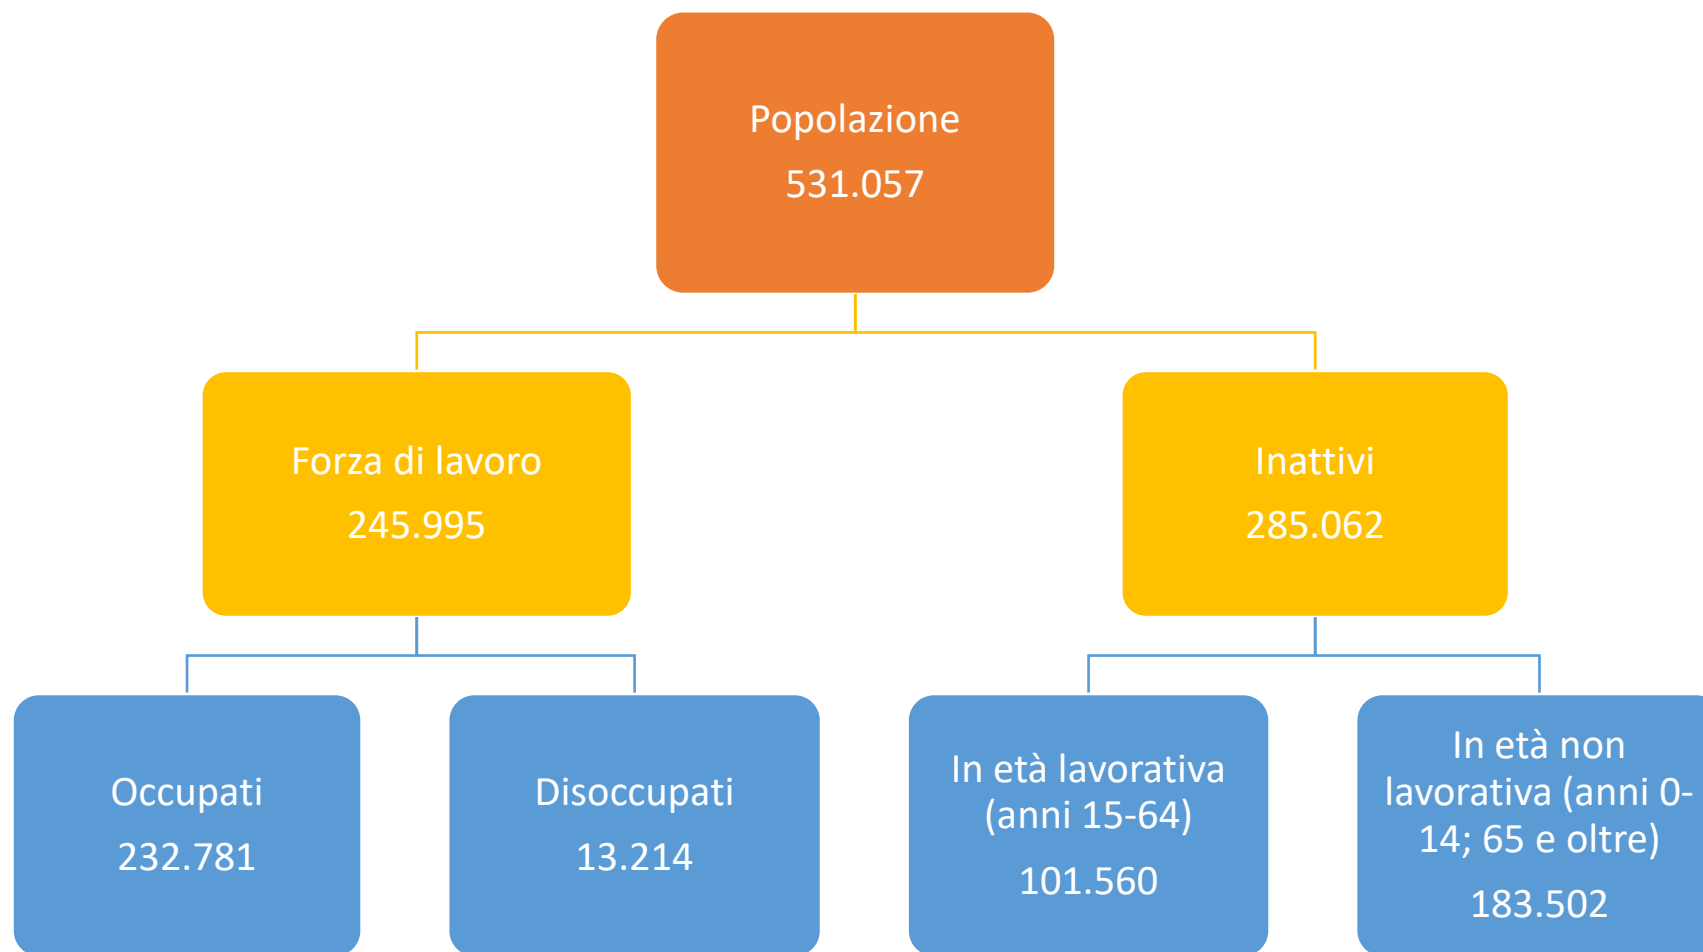 Popolazione
531.057
Forza di lavoro
245.995
Inattivi
285.062
Occupati
232.781
Disoccupati
13.214
In età lavorativa
(anni 15-64)
101.560
In età non
lavorativa (anni 0-
14; 65 e oltre)
183.502